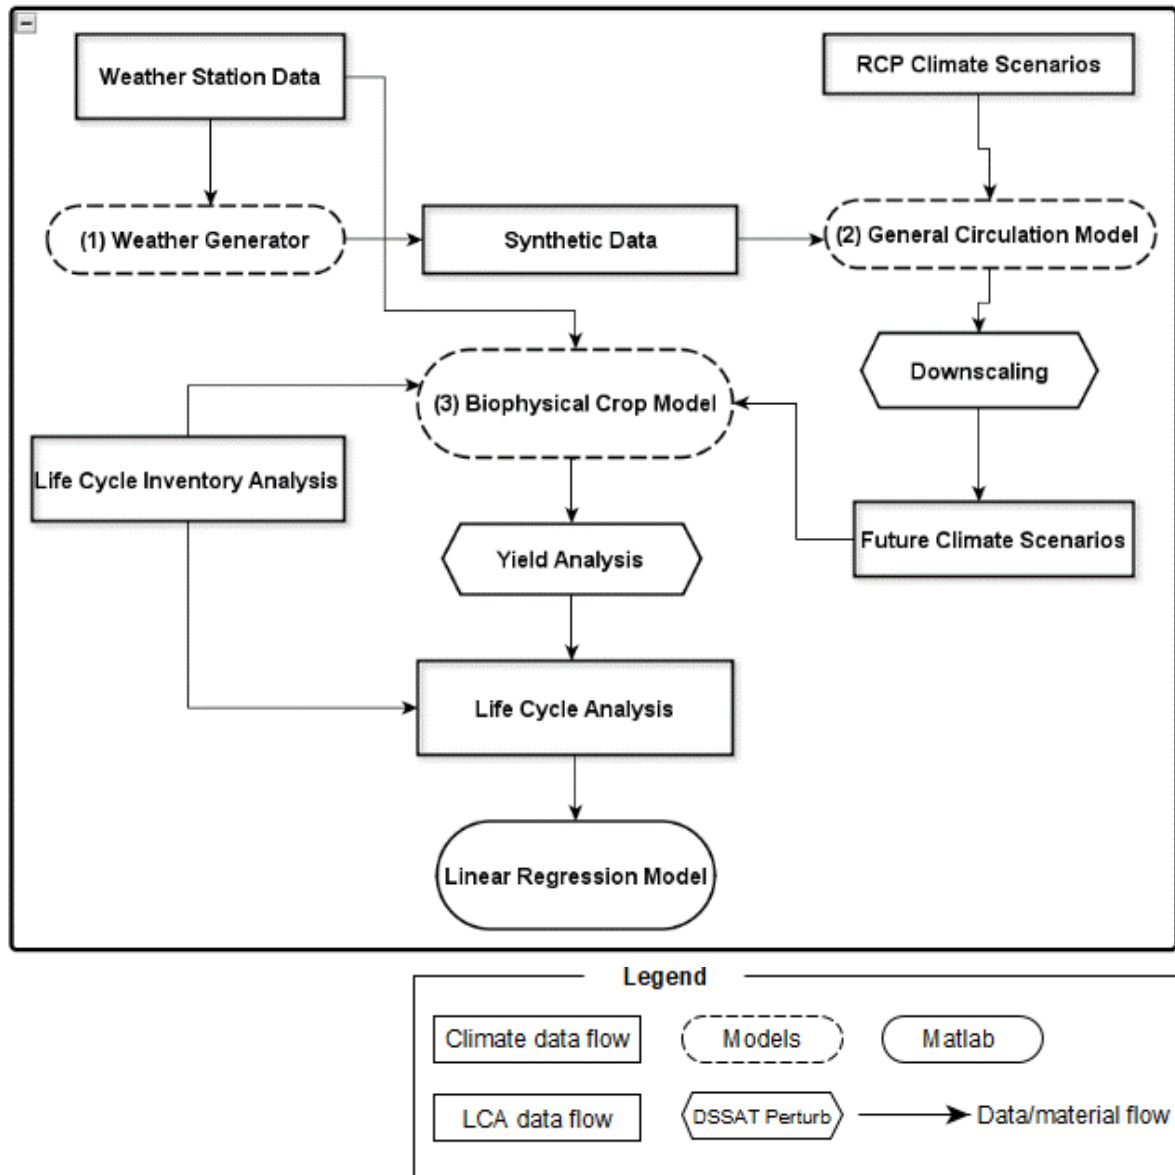 Weather Station Data
RCP Climate Scenarios
(1) Weather Generator
Synthetic Data
(2) General Circulation Model
Downscaling
(3) Biophysical Crop Model
Life Cycle Inventory Analysis
Future Climate Scenarios
Yield Analysis
Life Cycle Analysis
Linear Regression Model
Legend
Climate data flow
Models
Matlab
LCA data flow
DSSAT Perturb
Data/material flow